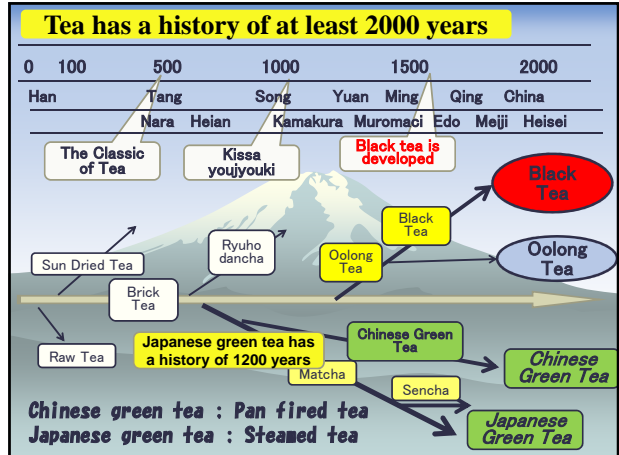 Tea has a history of at least 2000 years
0 100 500 1000 1500 2000
Han Tang Song Yuan Ming Qing China
Nara Heian Kamakura Muromaci Edo Meiji Heisei
The Classic
of Tea
Kissa
youjyouki
Black tea is
developed
Black
Tea
Black
Tea
Ryuho
dancha
Oolong
Tea
Oolong
Tea
Sun Dried Tea
Brick
Tea
Raw Tea
Japanese green tea has
a history of 1200 years
Chinese Green
Tea
Chinese
Green Tea
Matcha
Sencha
Japanese
Green Tea
Chinese green tea : Pan fired tea
Japanese green tea : Steamed tea